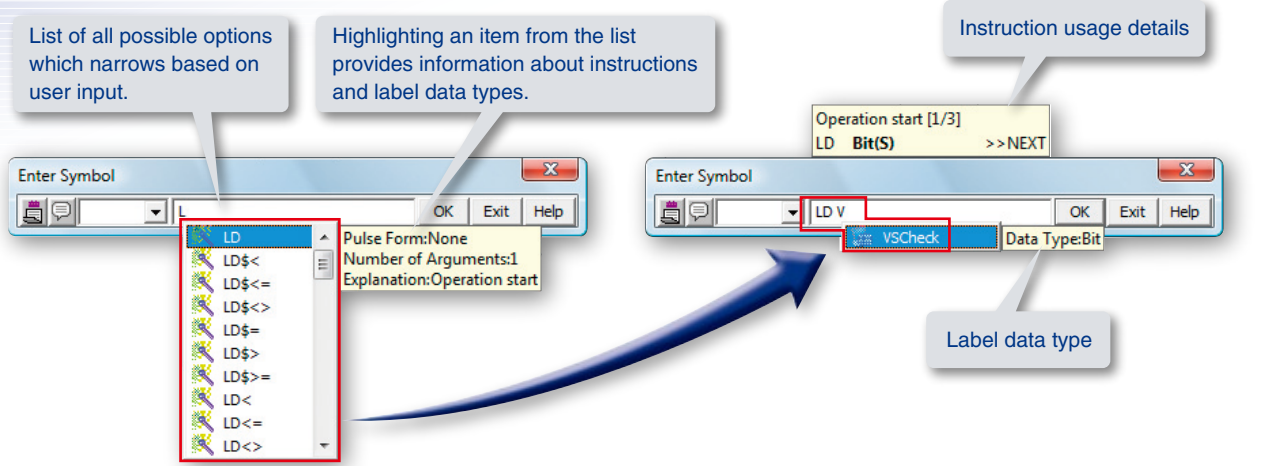 List of all possible options
which narrows based on
user input.
Highlighting an item from the list
provides information about instructions
and label data types.
Instruction usage details
Operation start [1/3]
LD Bit(S) >>NEXT
Enter Symbol
L
OK Exit Help
LD
LD$<
LD$<=
LD$<>
LD$=
LD$>
LD$>=
LD<
LD<=
LD<>
Pulse Form:None
Number of Arguments:1
Explanation:Operation start
Enter Symbol
LD V
OK Exit Help
VSCheck
Data Type:Bit
Label data type